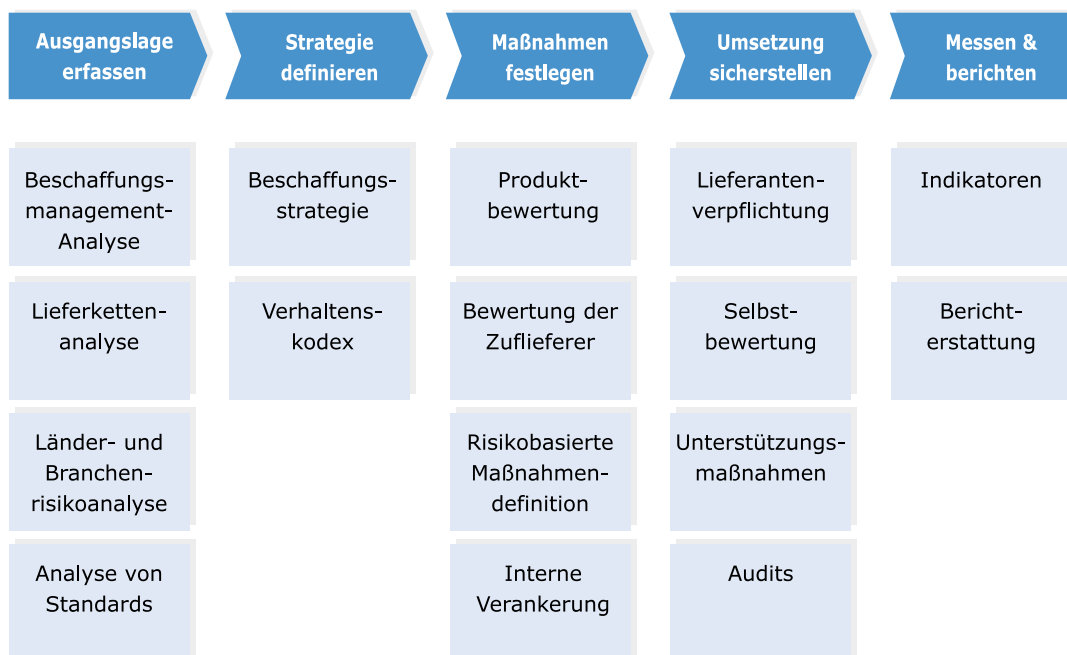 Ausgangslage
erfassen
Strategie
definieren
Maßnahmen
festlegen
Umsetzung
sicherstellen
Messen &
berichten
Beschaffungs-
management-
Analyse
Beschaffungs-
strategie
Produkt-
bewertung
Lieferanten-
verpflichtung
Indikatoren
Lieferketten-
analyse
Verhaltens-
kodex
Bewertung der
Zuflieferer
Selbst-
bewertung
Bericht-
erstattung
Länder- und
Branchen-
risikoanalyse
Risikobasierte
Maßnahmen-
definition
Unterstützungs-
maßnahmen
Analyse von
Standards
Interne
Verankerung
Audits